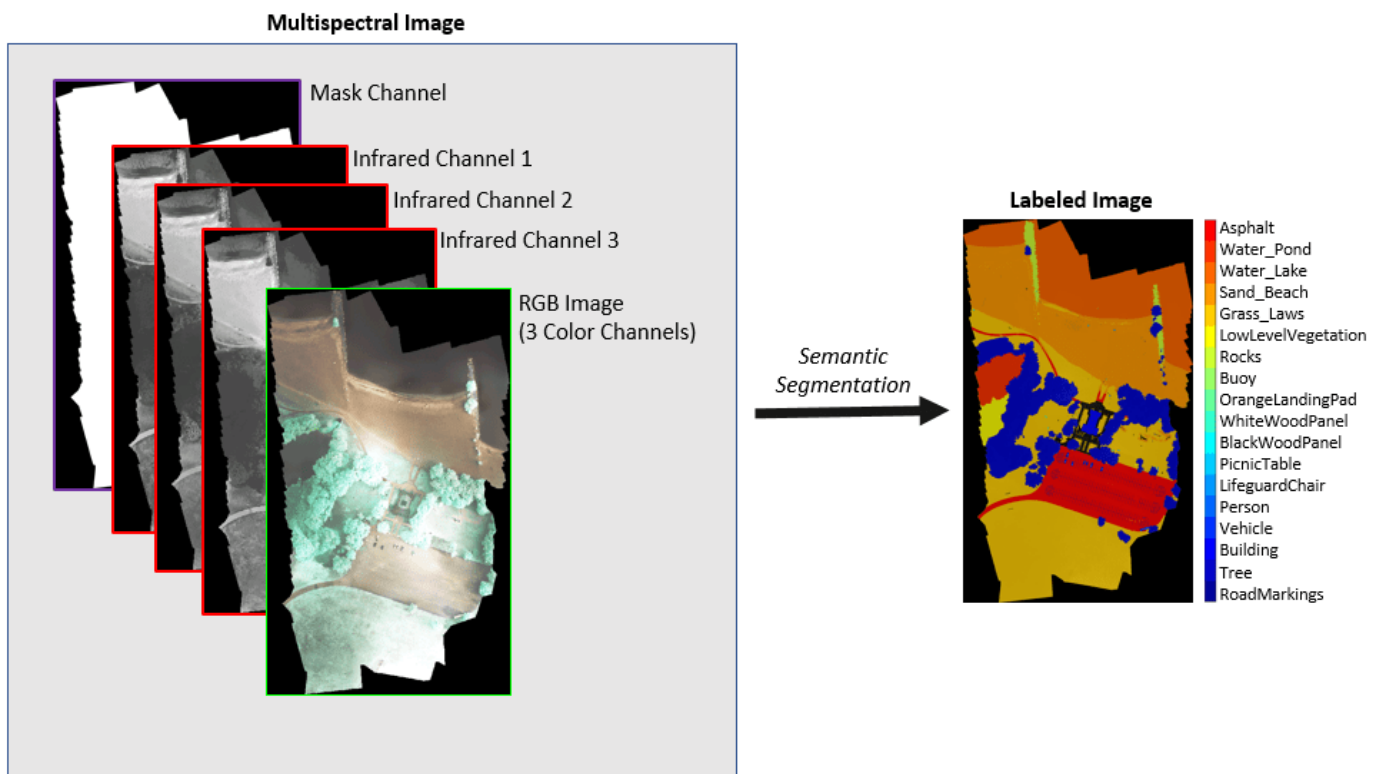 Multispectral Image
Mask Channel
Infrared Channel 1
Infrared Channel 2
Infrared Channel 3
RGB Image
(3 Color Channels)
Semantic
Segmentation
Labeled Image
Asphalt
Water_Pond
Water_Lake
Sand_Beach
Grass_Laws
LowLevelVegetation
Rocks
Buoy
OrangeLandingPad
WhiteWoodPanel
BlackWoodPanel
PicnicTable
LifeguardChair
Person
Vehicle
Building
Tree
RoadMarkings